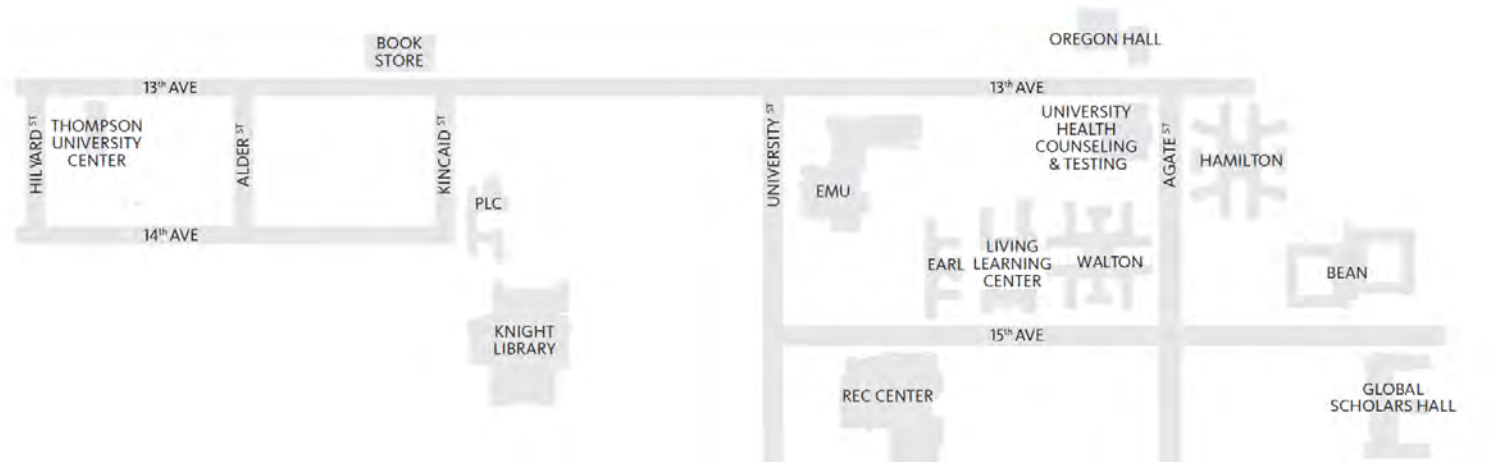 BOOK
STORE
OREGON HALL
13th AVE
13th AVE
HILYARD ST
THOMPSON
UNIVERSITY
CENTER
ALDER ST
KINCAID ST
UNIVERSITY ST
UNIVERSITY
HEALTH
COUNSELING
& TESTING
AGATE ST
HAMILTON
PLC
EMU
14th AVE
EARL
LIVING
LEARNING
CENTER
WALTON
BEAN
KNIGHT
LIBRARY
15th AVE
REC CENTER
GLOBAL
SCHOLARS HALL